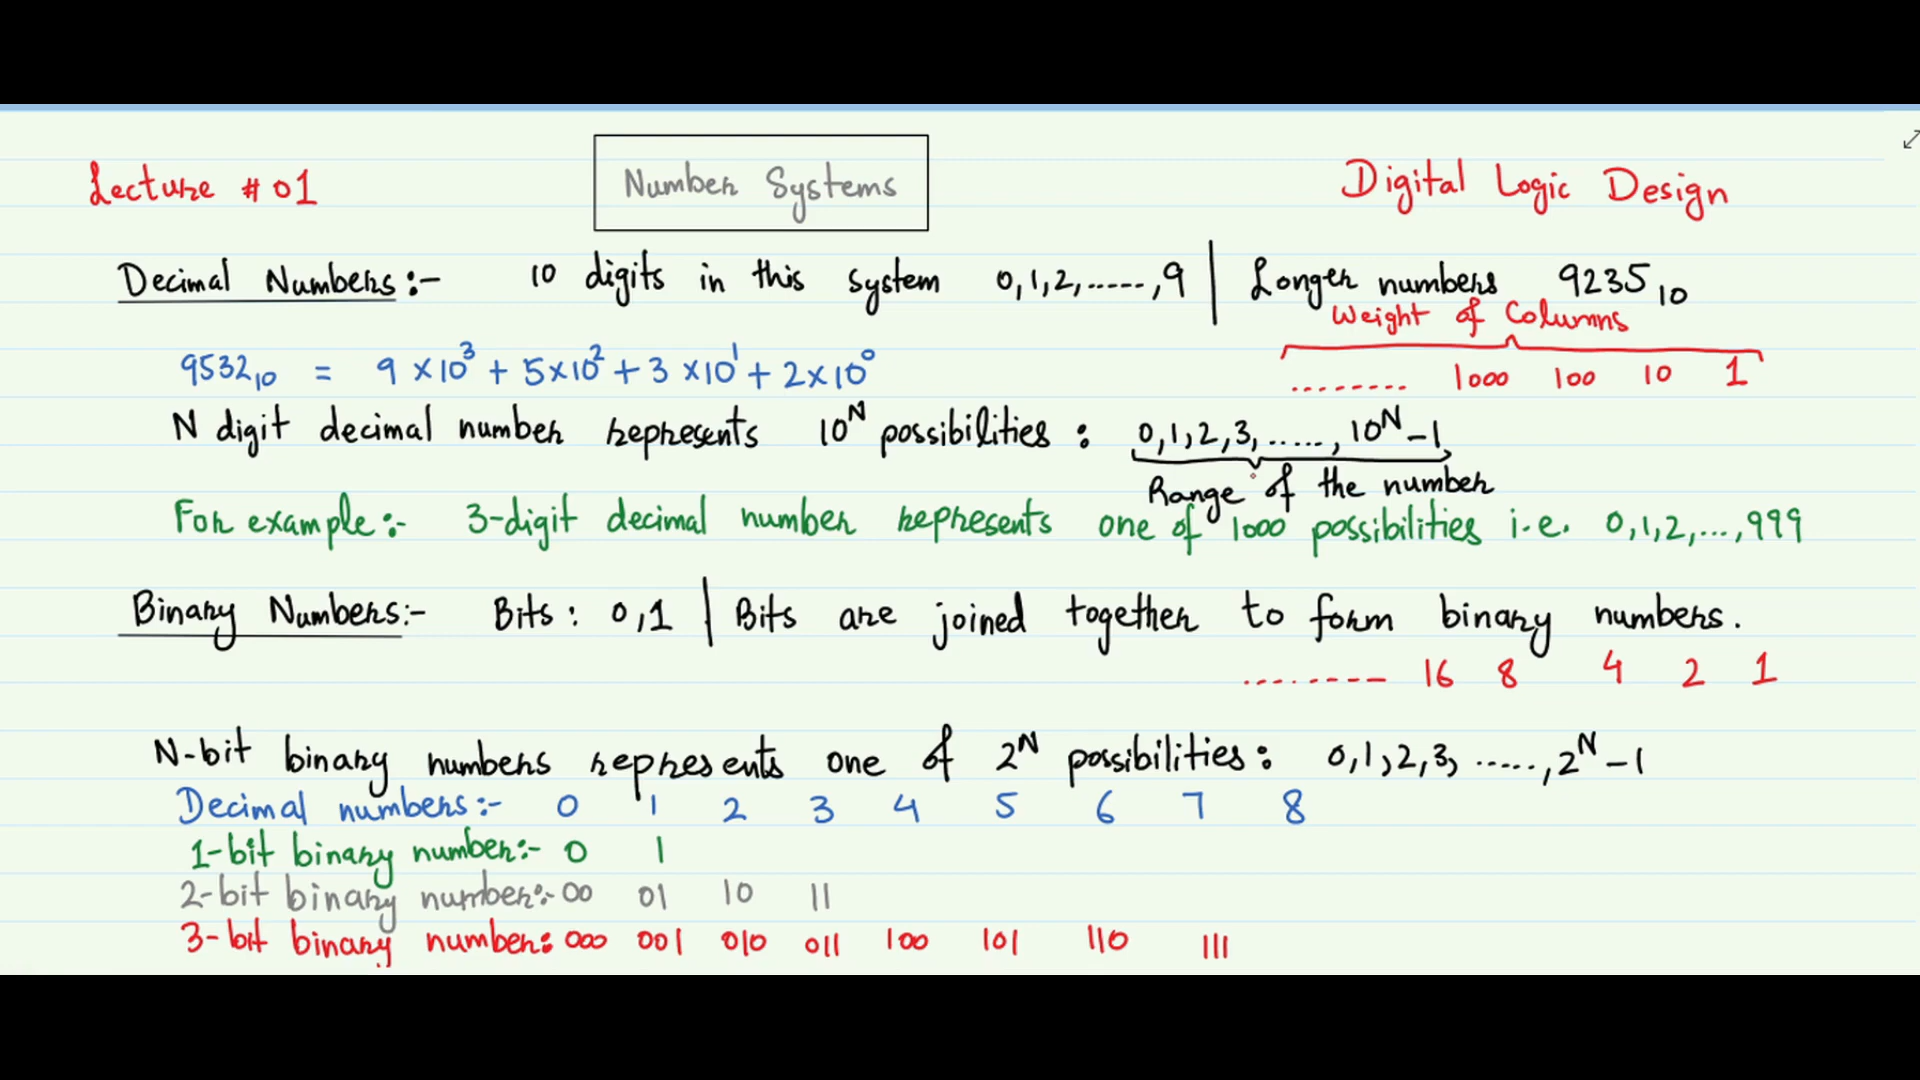 Lecture # 01 Number Systems Digital Logic Design
Decimal Numbers:- 10 digits in this system 0,1,2,.....,9 | Longer numbers 9235₁₀
Weight of Columns
9532₁₀ = 9 × 10³ + 5×10² + 3 ×10¹ + 2×10⁰ ........ 1000 100 10 1
N digit decimal number represents 10ᴺ possibilities : 0,1,2,3,.....,10ᴺ-1
Range of the number
For example:- 3-digit decimal number represents one of 1000 possibilities i.e. 0,1,2,...,999
Binary Numbers:- Bits : 0,1 | Bits are joined together to form binary numbers.
........ 16 8 4 2 1
N-bit binary numbers represents one of 2ᴺ possibilities: 0,1,2,3, .....,2ᴺ-1
Decimal numbers:- 0 1 2 3 4 5 6 7 8
1-bit binary number:- 0 1
2-bit binary number:- 00 01 10 11
3-bit binary number: 000 001 010 011 100 101 110 111